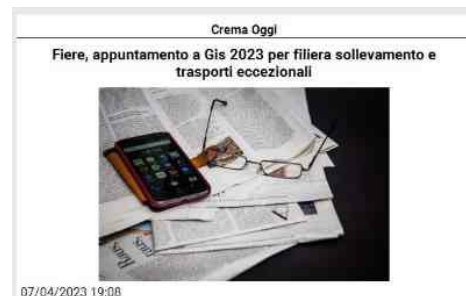 Crema Oggi
Fiere, appuntamento a Gis 2023 per filiera sollevamento e
trasporti eccezionali
07/04/2023 19:08